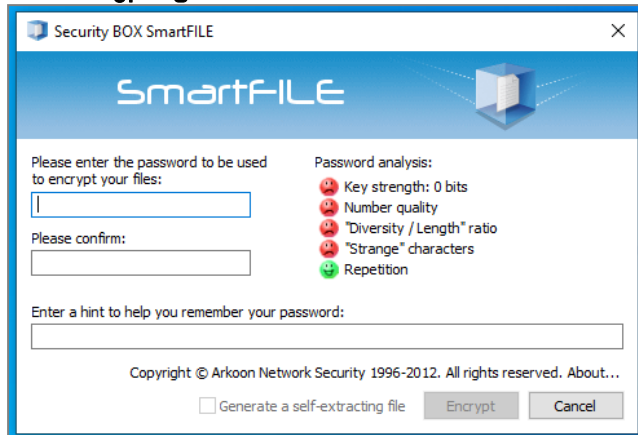 Security BOX SmartFILE
SmartFILE
Please enter the password to be used
to encrypt your files:
Please confirm:
Password analysis:
Key strength: 0 bits
Number quality
"Diversity / Length" ratio
"Strange" characters
Repetition
Enter a hint to help you remember your password:
Copyright © Arkoon Network Security 1996-2012. All rights reserved. About...
Generate a self-extracting file
Encrypt
Cancel